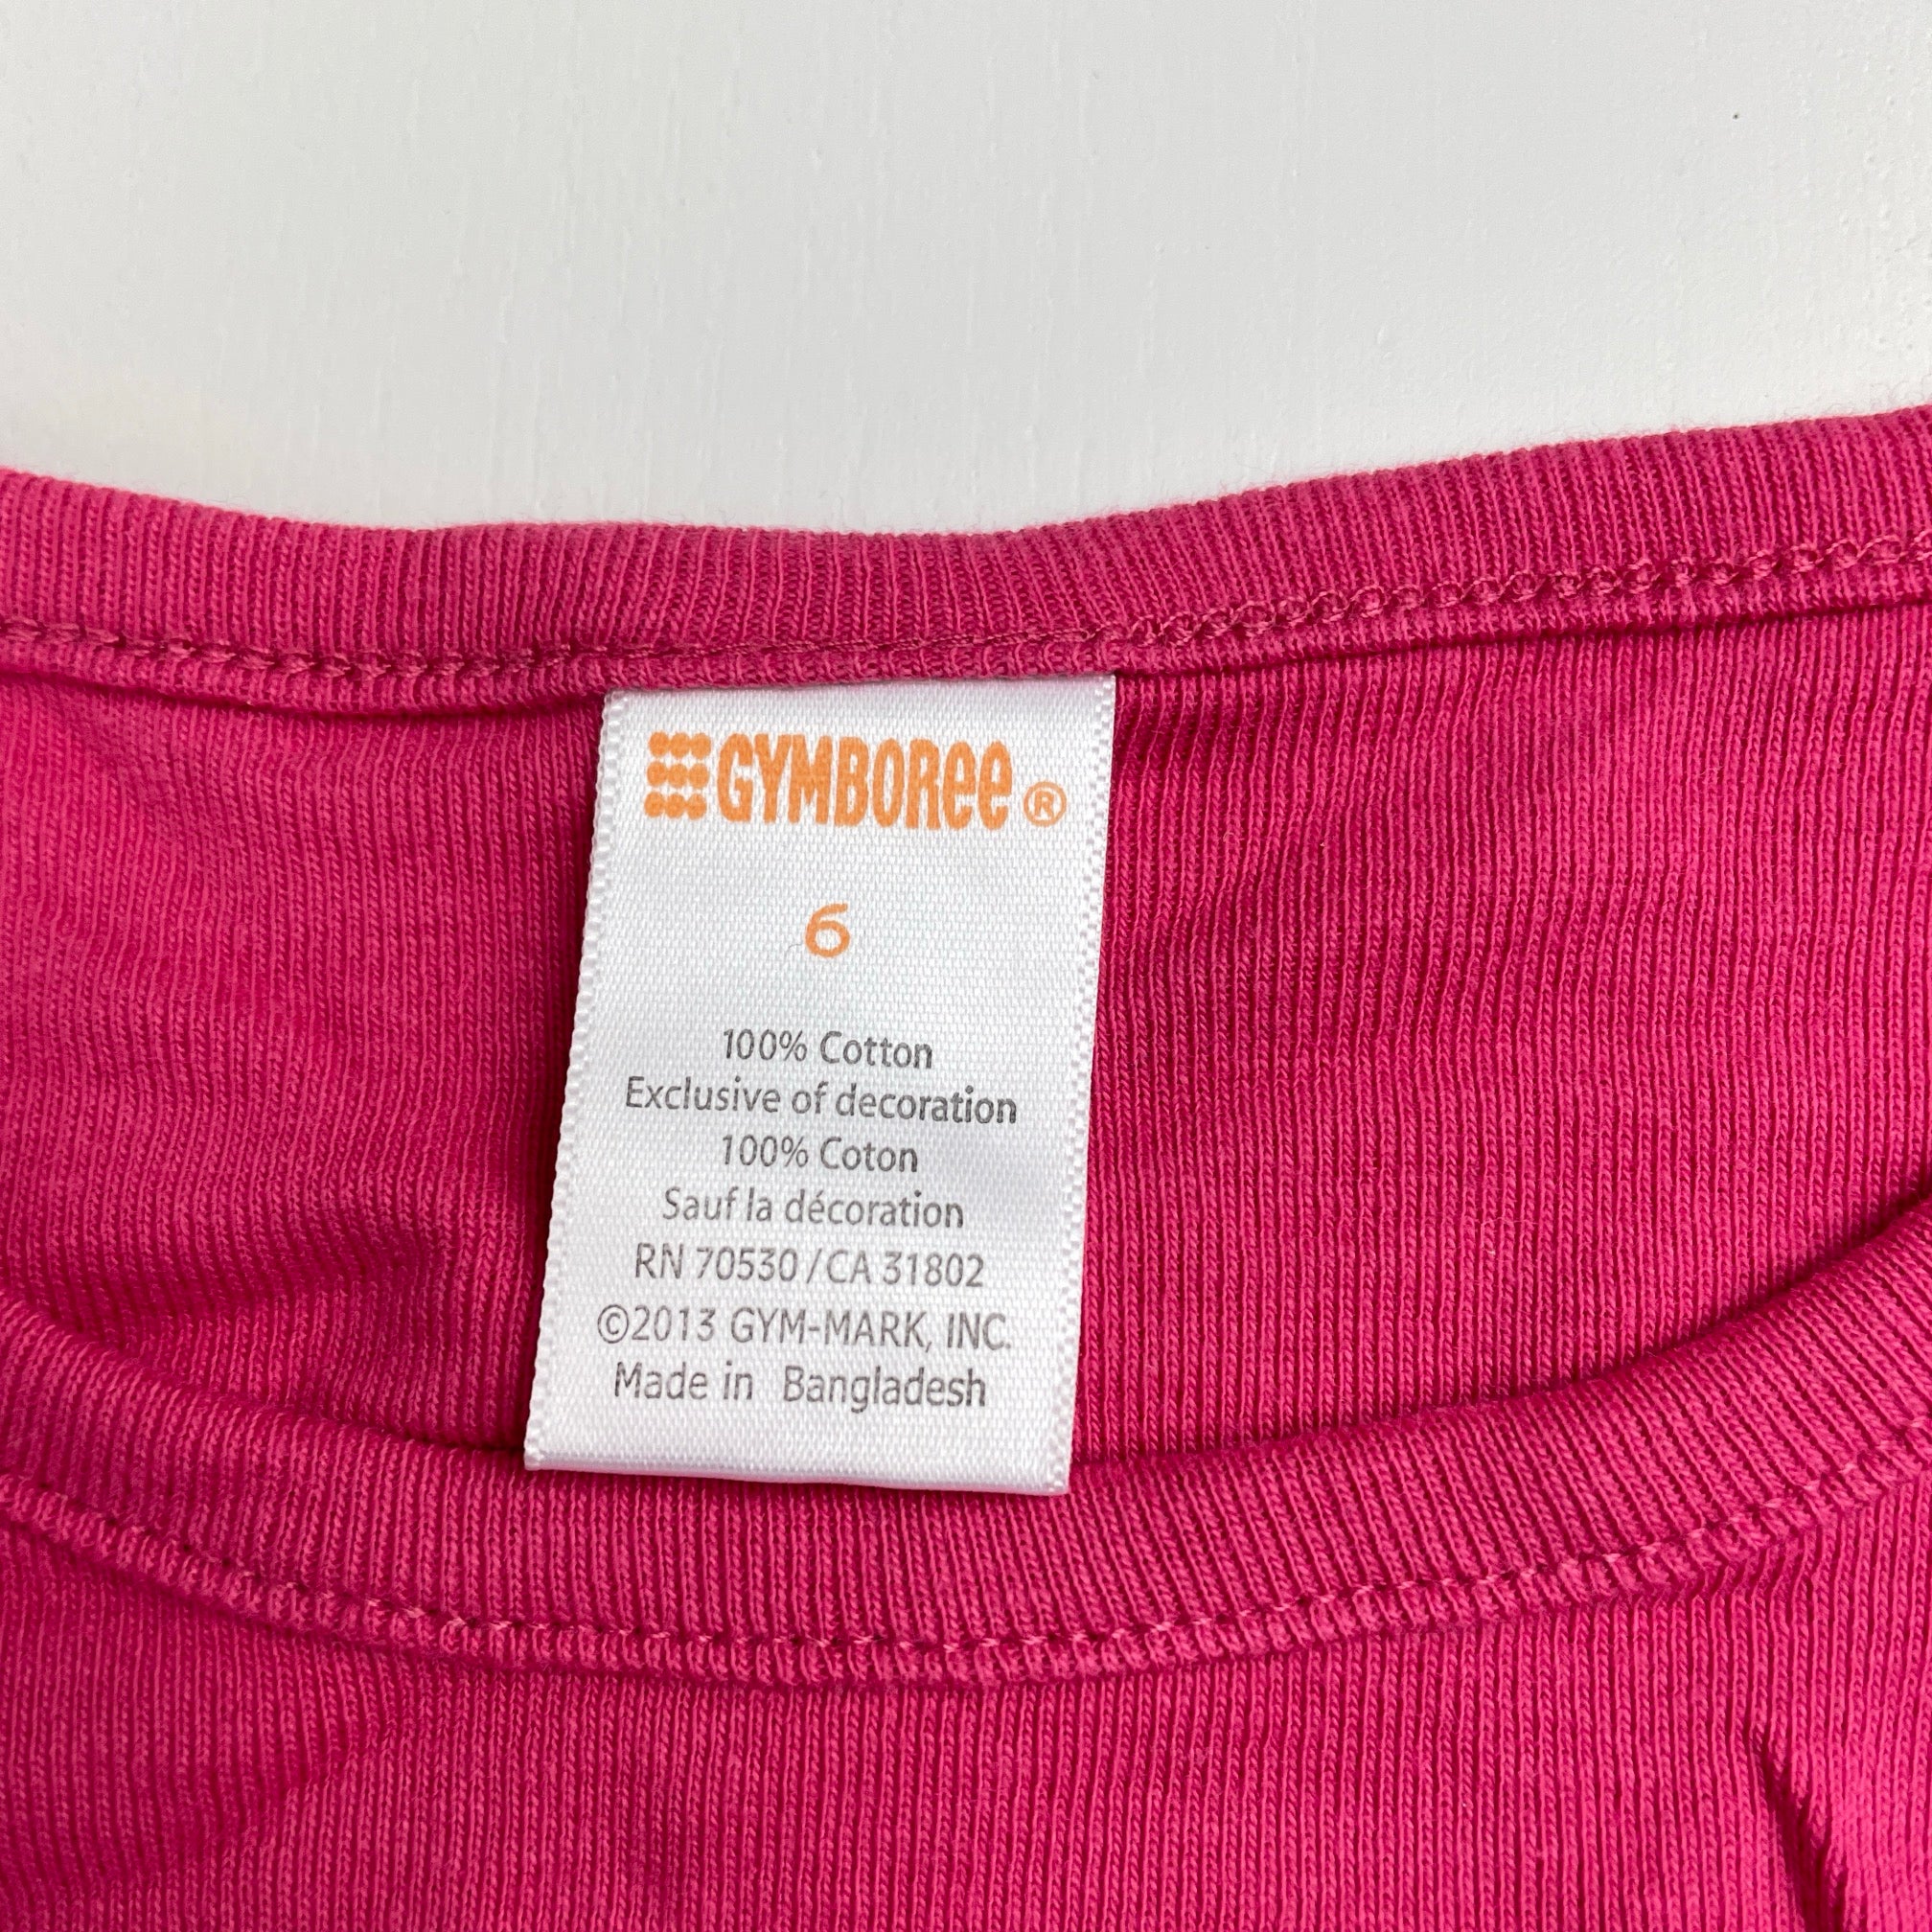 GYMBOREE®
6
100% Cotton
Exclusive of decoration
100% Coton
Sauf la décoration
RN 70530 / CA 31802
©2013 GYM-MARK, INC.
Made in Bangladesh